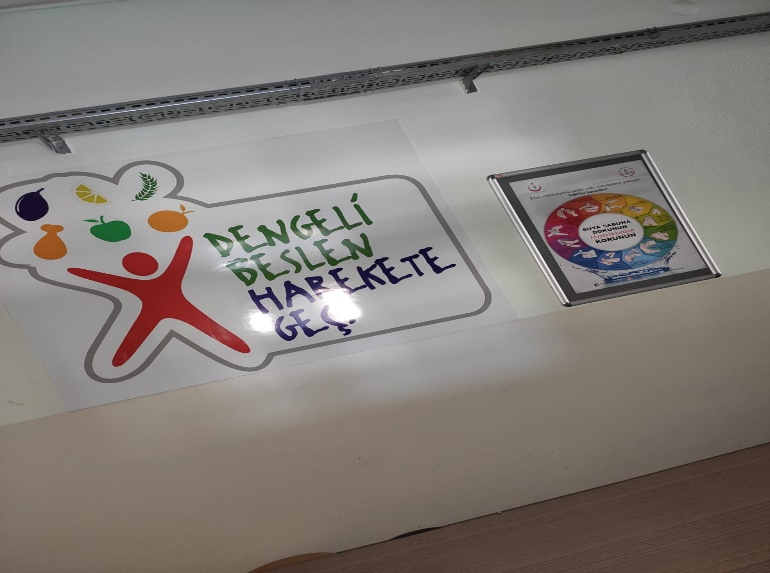 DENGELİ
BESLEN
HAREKETE
GEÇ!
SUYA SABUNA
DOKUNUN
KORUNUN